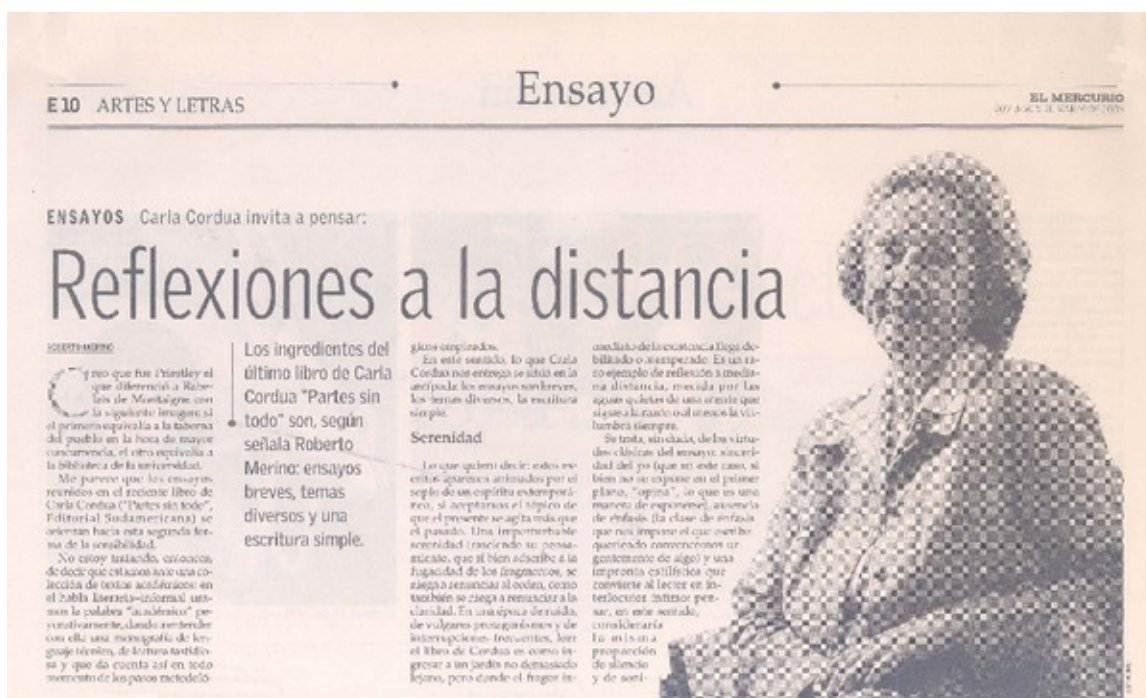 Ensayo
E 10 ARTES Y LETRAS
EL MERCURIO
ENSAYOS Carla Cordua invita a pensar:
Reflexiones a la distancia
ROBERTO MERINO
Creo que fue Priestley el
que diferenció a Rabe-
lais de Montaigne con
la siguiente imagen: si
el primero equivalía a la taberna
del pueblo en la hora de mayor
concurrencia, el otro equivalía a
la biblioteca de la universidad.
Me parece que los ensayos
reunidos en el reciente libro de
Carla Cordua ("Partes sin todo",
Editorial Sudamericana) se
orientan hacia esta segunda for-
ma de la sensibilidad.
No estoy tratando, entonces,
de decir que estamos ante una co-
lección de textos académicos: en
el habla literaria-informal usa-
mos la palabra "académico" pe-
yorativamente, dando a entender
con ella una monografía de len-
guaje técnico, de lectura fastidio-
sa y que da cuenta así en todo
momento de los pasos metodoló-
Los ingredientes del
último libro de Carla
Cordua "Partes sin
todo" son, según
señala Roberto
Merino: ensayos
breves, temas
diversos y una
escritura simple.
gicos empleados.
En este sentido, lo que Carla
Cordua nos entrega se sitúa en la
antípoda: los ensayos son breves,
los temas diversos, la escritura
simple.
Serenidad
Lo que quiero decir: estos es-
critos aparecen animados por el
soplo de un espíritu extemporá-
neo, si aceptamos el tópico de
que el presente se agita más que
el pasado. Una imperturbable
serenidad trasciende su pensa-
miento, que si bien adscribe a la
fugacidad de los fragmentos, se
niega a renunciar al orden, como
también se niega a renunciar a la
claridad. En una época de ruido,
de vulgares protagonismos y de
interrupciones frecuentes, leer
el libro de Cordua es como in-
gresar a un jardín no demasiado
lejano, pero donde el fragor in-
mediato de la existencia llega de-
bilitado o atemperado. Es un ra-
ro ejemplo de reflexión a media-
na distancia, mecida por las
aguas quietas de una mente que
sigue a la razón o al menos la vis-
lumbra siempre.
Se trata, sin duda, de las virtu-
des clásicas del ensayo: sinceri-
dad del yo (que en este caso, si
bien no se expone en el primer
plano, "opina", lo que es una
manera de exponerse), ausencia
de énfasis (la clase de énfasis
que nos impone el que escribe
queriendo convencernos ur-
gentemente de algo) y una
impronta estilística que
convierte al lector en in-
terlocutor íntimo: pen-
sar, en este sentido,
consideraría
la misma
proporción
de silencio
y de soni-